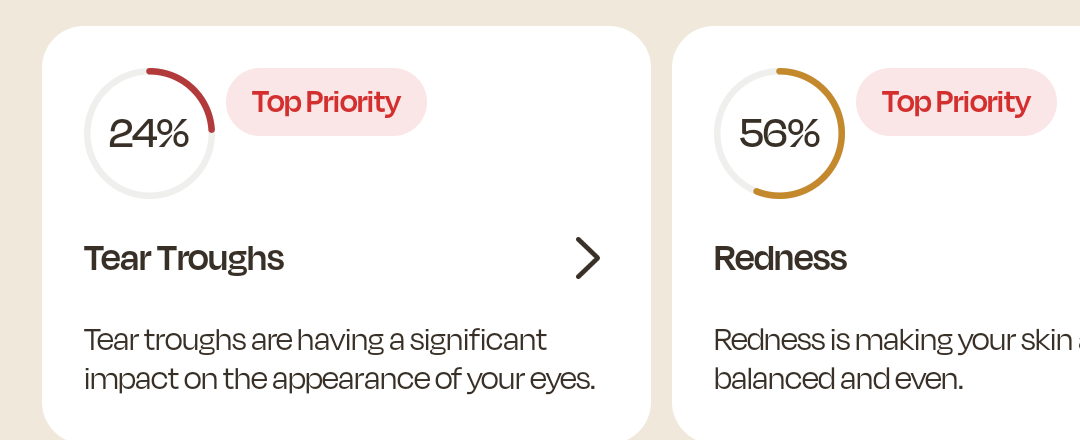 24%
Top Priority
Tear Troughs
Tear troughs are having a significant
impact on the appearance of your eyes.
56%
Top Priority
Redness
Redness is making your skin
balanced and even.